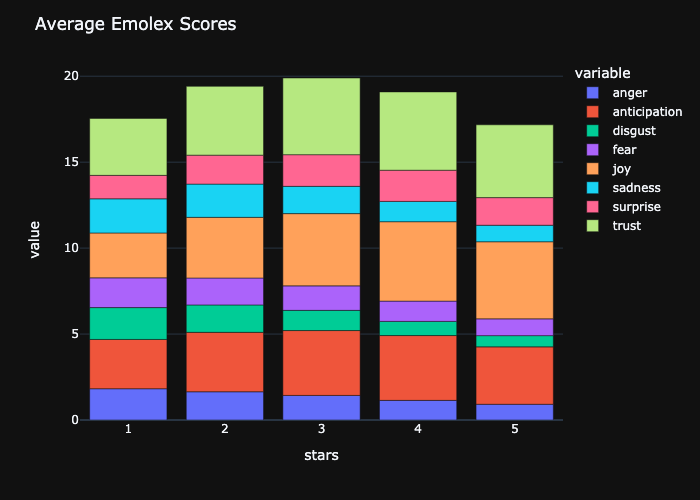 Average Emolex Scores
variable
anger
anticipation
disgust
fear
joy
sadness
surprise
trust
20
15
10
5
0
value
1 2 3 4 5
stars